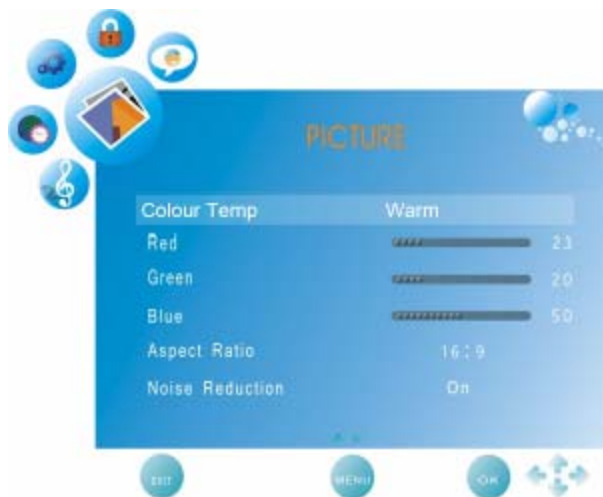 PICTURE
Colour Temp Warm
Red 23
Green 20
Blue 50
Aspect Ratio 16:9
Noise Reduction On
EXIT MENU OK